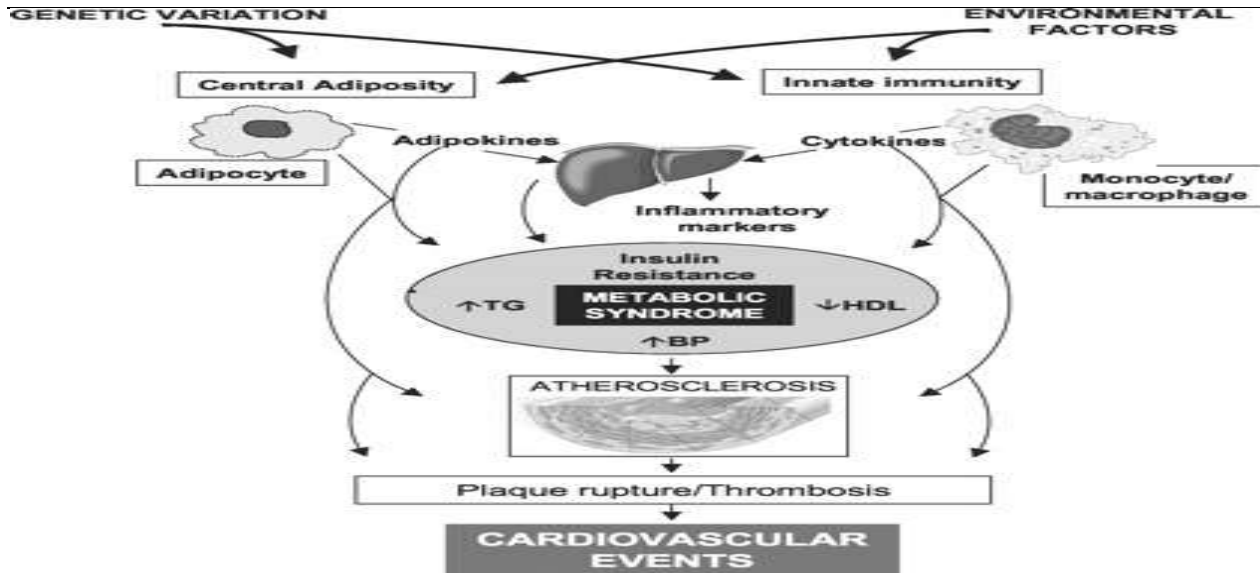 GENETIC VARIATION
ENVIRONMENTAL
FACTORS
Central Adiposity
Innate immunity
Adipokines
Cytokines
Adipocyte
Monocyte/
macrophage
Inflammatory
markers
Insulin
Resistance
↑TG
METABOLIC
SYNDROME
↓HDL
↑BP
ATHEROSCLEROSIS
Plaque rupture/Thrombosis
CARDIOVASCULAR
EVENTS